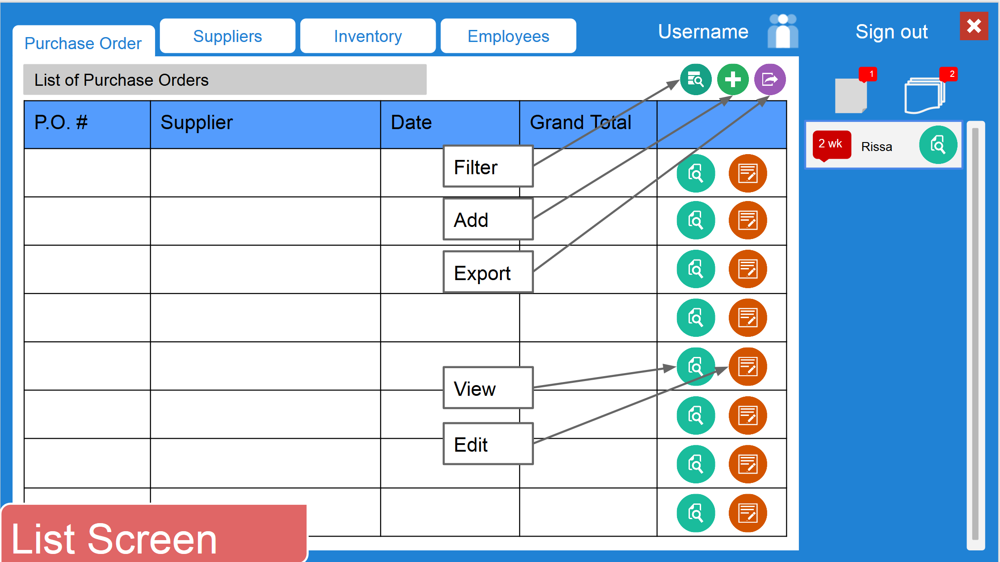 Purchase Order
Suppliers
Inventory
Employees
Username
Sign out
List of Purchase Orders
1
2
P.O. #
Supplier
Date
Grand Total
2 wk
Rissa
Filter
Add
Export
View
Edit
List Screen